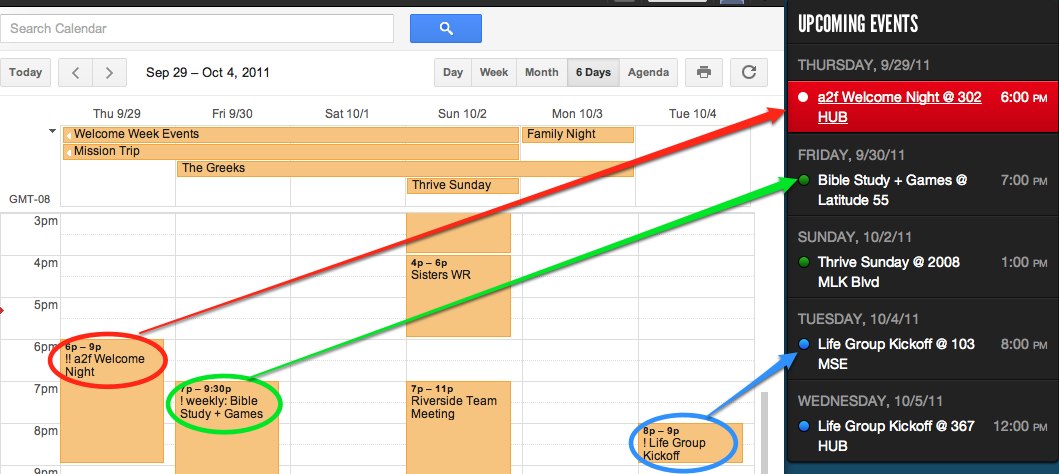 Search Calendar
Today
Sep 29 – Oct 4, 2011
Day Week Month 6 Days Agenda
Thu 9/29 Fri 9/30 Sat 10/1 Sun 10/2 Mon 10/3 Tue 10/4
Welcome Week Events
Family Night
Mission Trip
The Greeks
Thrive Sunday
GMT-08
3pm
4pm
4p – 6p
Sisters WR
5pm
6pm
6p – 9p
!! a2f Welcome
Night
7pm
7p – 9:30p
! weekly: Bible
Study + Games
7p – 11p
Riverside Team
Meeting
8pm
8p – 9p
! Life Group
Kickoff
9pm
UPCOMING EVENTS
THURSDAY, 9/29/11
a2f Welcome Night @ 302 6:00 PM
HUB
FRIDAY, 9/30/11
Bible Study + Games @ 7:00 PM
Latitude 55
SUNDAY, 10/2/11
Thrive Sunday @ 2008 1:00 PM
MLK Blvd
TUESDAY, 10/4/11
Life Group Kickoff @ 103 8:00 PM
MSE
WEDNESDAY, 10/5/11
Life Group Kickoff @ 367 12:00 PM
HUB